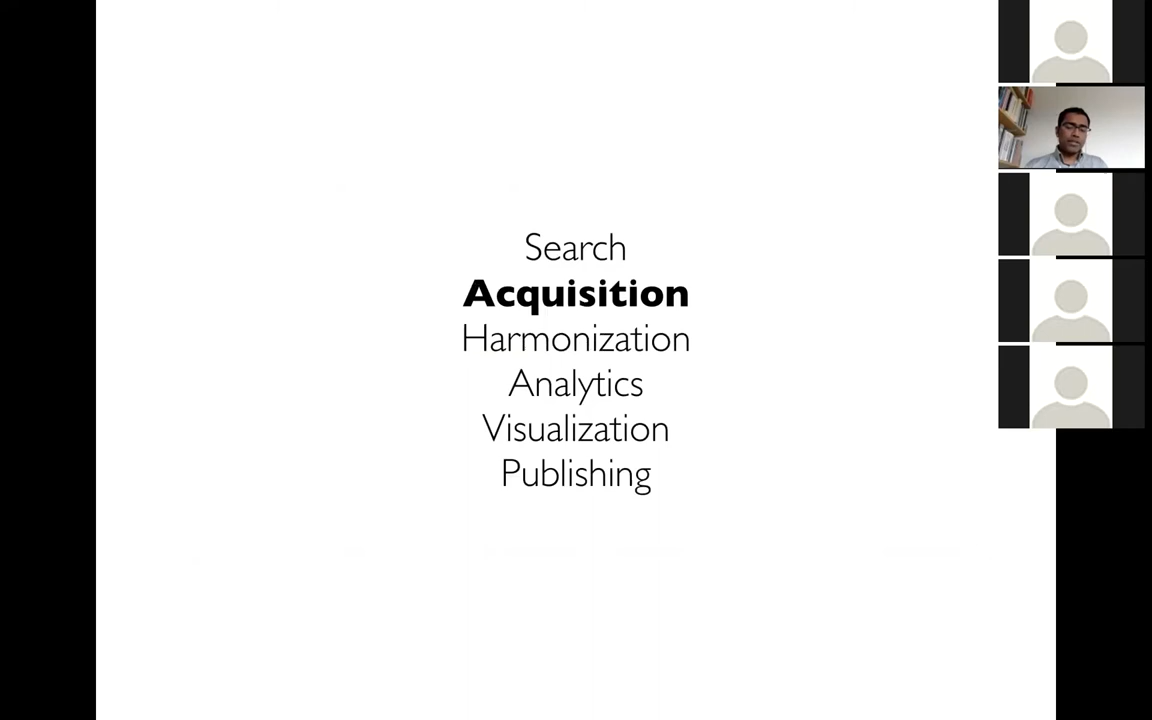 Search
Acquisition
Harmonization
Analytics
Visualization
Publishing